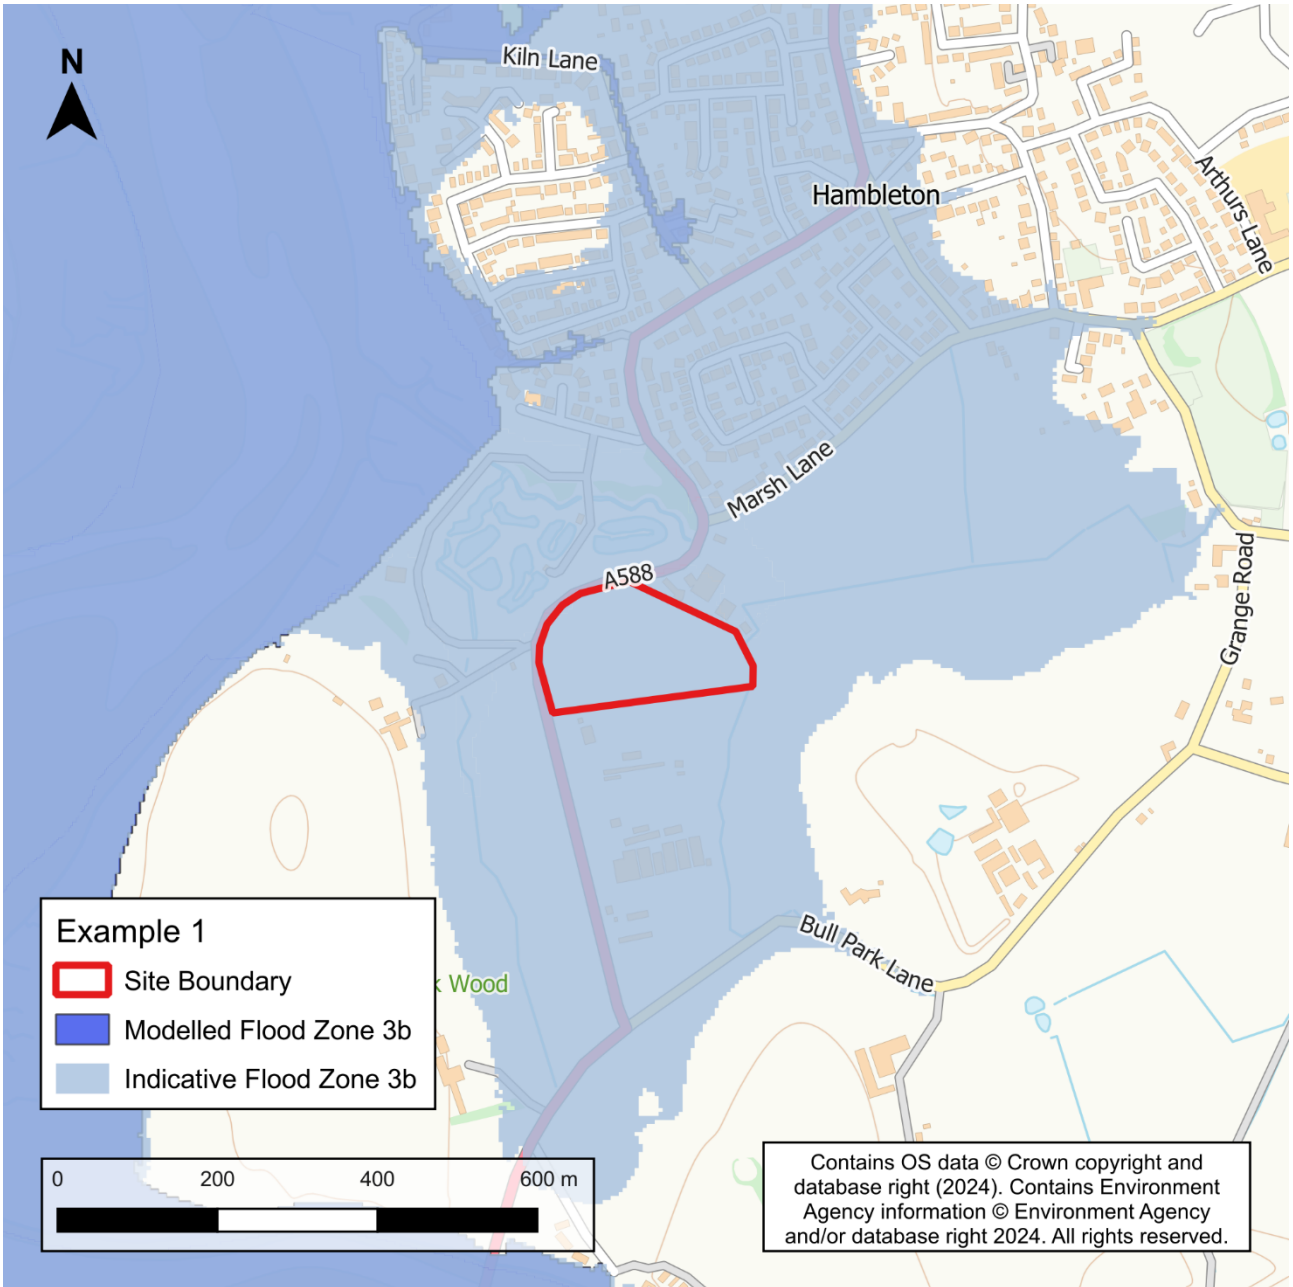 N
Kiln Lane
Hambleton
Arthurs Lane
Marsh Lane
A588
Grange Road
Bull Park Lane
k Wood
Example 1
Site Boundary
Modelled Flood Zone 3b
Indicative Flood Zone 3b
0 200 400 600 m
Contains OS data © Crown copyright and
database right (2024). Contains Environment
Agency information © Environment Agency
and/or database right 2024. All rights reserved.